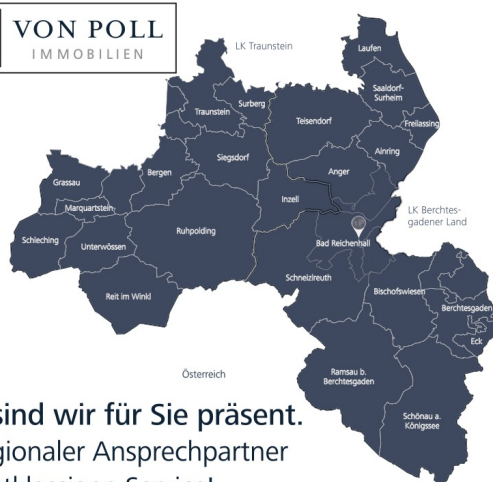 VON POLL
IMMOBILIEN
LK Traunstein
Laufen
Saaldorf-
Surheim
Surberg
Traunstein
Teisendorf
Freilassing
Ainring
Siegsdorf
Anger
Bergen
Grassau
Inzell
Marquartstein
LK Berchtes-
gadener Land
Ruhpolding
Schleching
Unterwössen
Bad Reichenhall
Schneizlreuth
Bischofswiesen
Reit im Winkl
Berchtesgaden
Eck
Österreich
Ramsau b.
Berchtesgaden
Schönau a.
Königssee
sind wir für Sie präsent.
gionaler Ansprechpartner